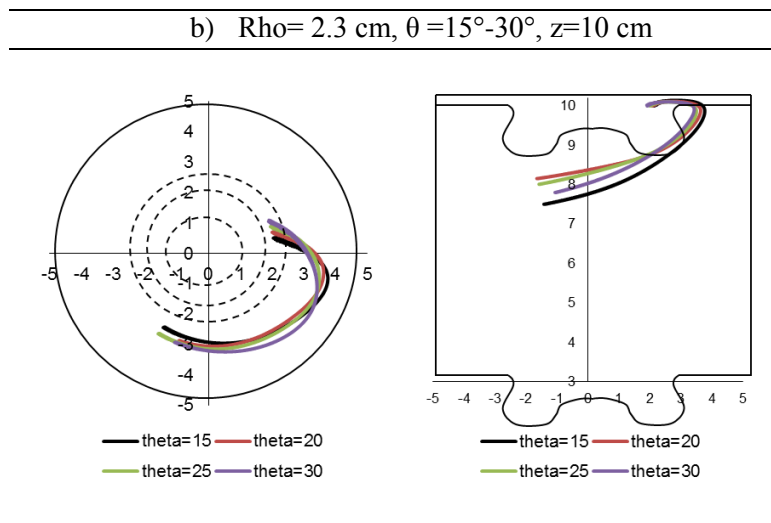 b) Rho= 2.3 cm, θ =15°-30°, z=10 cm
5
4
3
2
1
0
-5 -4 -3 -2 -1 0 1 2 3 4 5
-1
-2
-3
-4
-5
theta=15 theta=20
theta=25 theta=30
10
9
8
7
6
5
4
3
-5 -4 -3 -2 -1 0 1 2 3 4 5
theta=15 theta=20
theta=25 theta=30